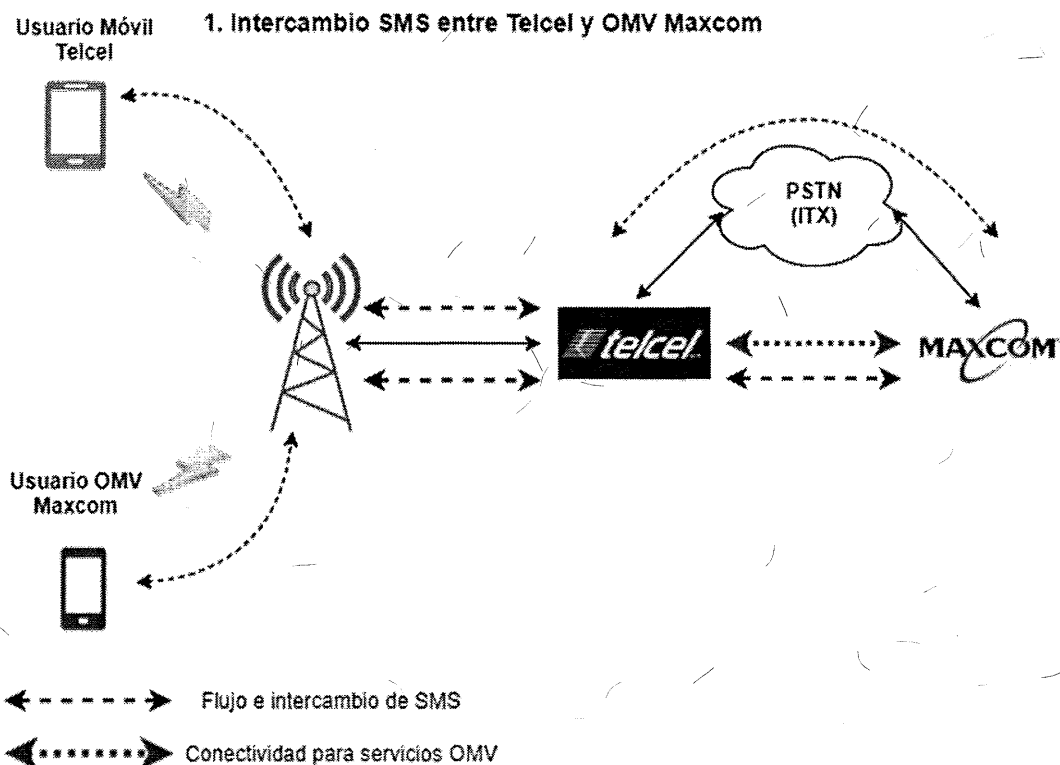 1. Intercambio SMS entre Telcel y OMV Maxcom
Usuario Móvil
Telcel
PSTN
(ITX)
telcel
MAXCOM
Usuario OMV
Maxcom
Flujo e intercambio de SMS
Conectividad para servicios OMV